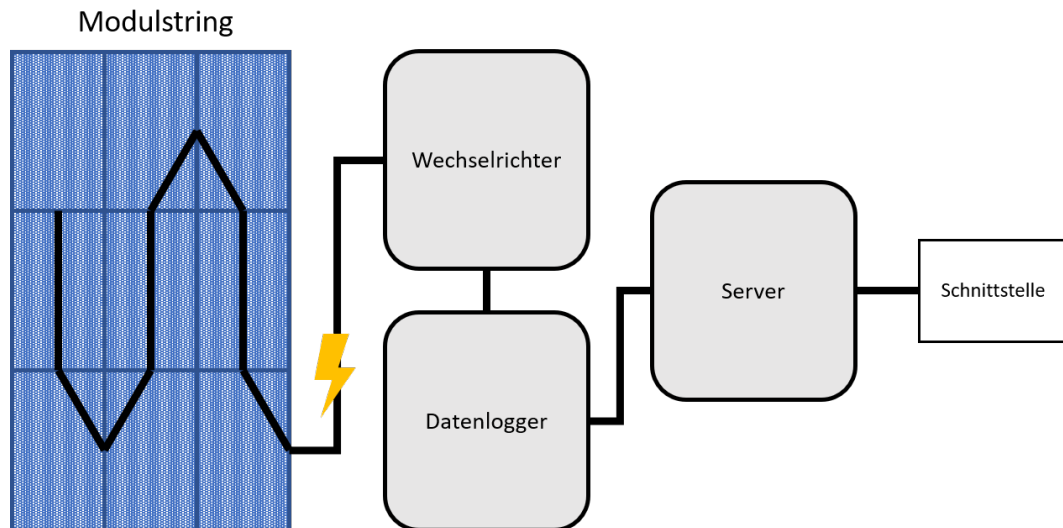 Modulstring
Wechselrichter
Datenlogger
Server
Schnittstelle